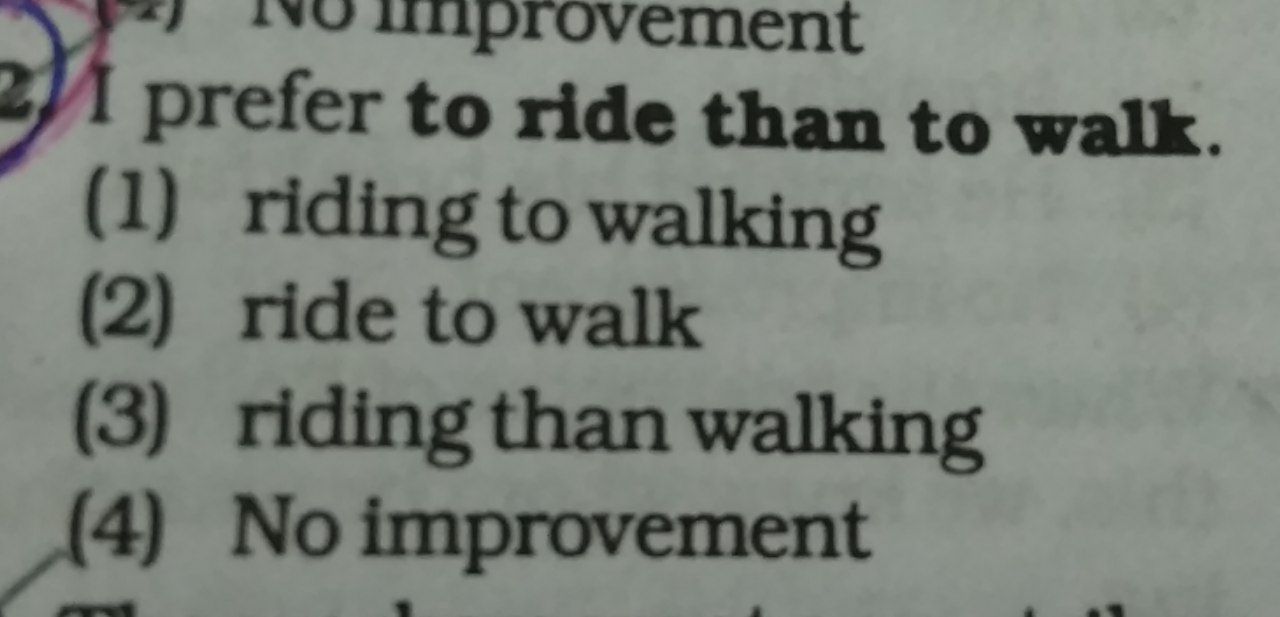 (4) No improvement
2. I prefer to ride than to walk.
(1) riding to walking
(2) ride to walk
(3) riding than walking
(4) No improvement